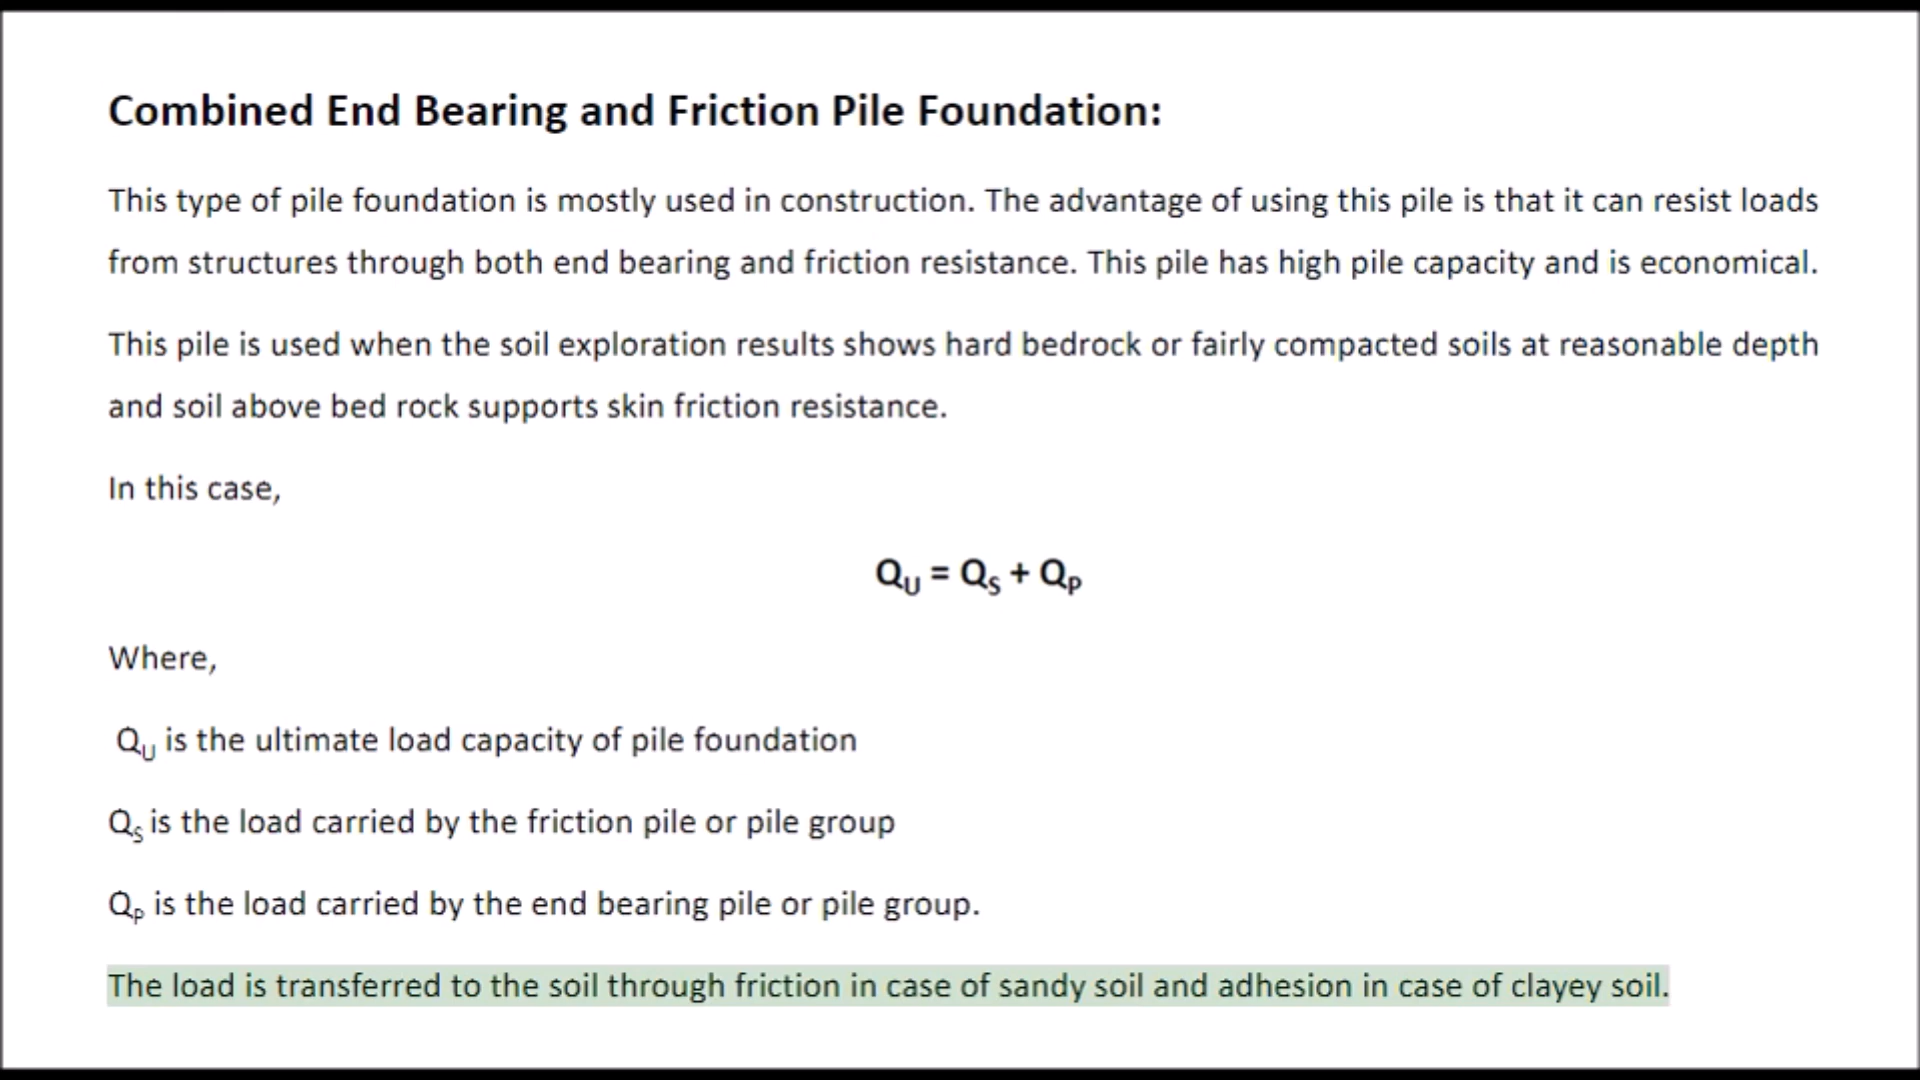 Combined End Bearing and Friction Pile Foundation:
This type of pile foundation is mostly used in construction. The advantage of using this pile is that it can resist loads
from structures through both end bearing and friction resistance. This pile has high pile capacity and is economical.
This pile is used when the soil exploration results shows hard bedrock or fairly compacted soils at reasonable depth
and soil above bed rock supports skin friction resistance.
In this case,
Q_U = Q_S + Q_P
Where,
Q_U is the ultimate load capacity of pile foundation
Q_S is the load carried by the friction pile or pile group
Q_P is the load carried by the end bearing pile or pile group.
The load is transferred to the soil through friction in case of sandy soil and adhesion in case of clayey soil.